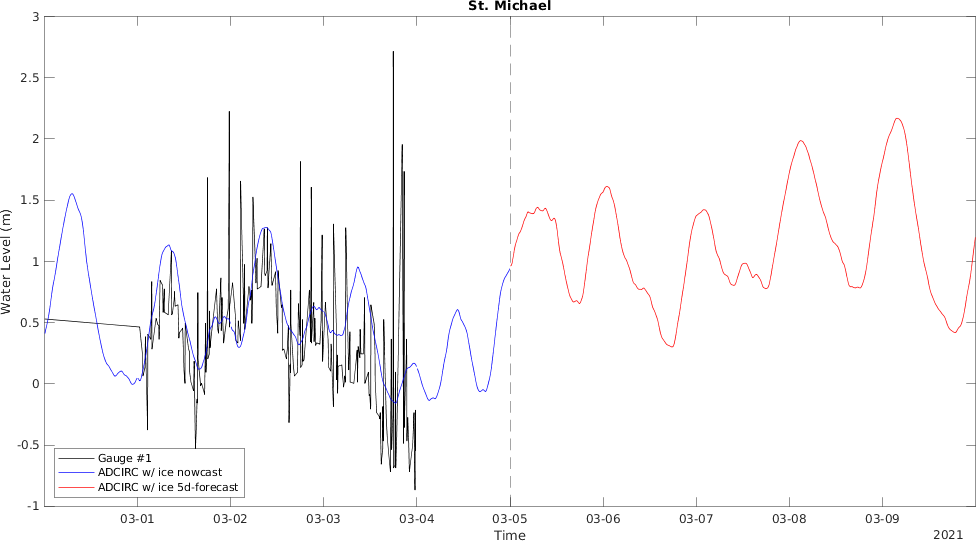 St. Michael
3
2.5
2
1.5
1
0.5
0
-0.5
-1
Water Level (m)
Gauge #1
ADCIRC w/ ice nowcast
ADCIRC w/ ice 5d-forecast
03-01 03-02 03-03 03-04 03-05 03-06 03-07 03-08 03-09
Time
2021